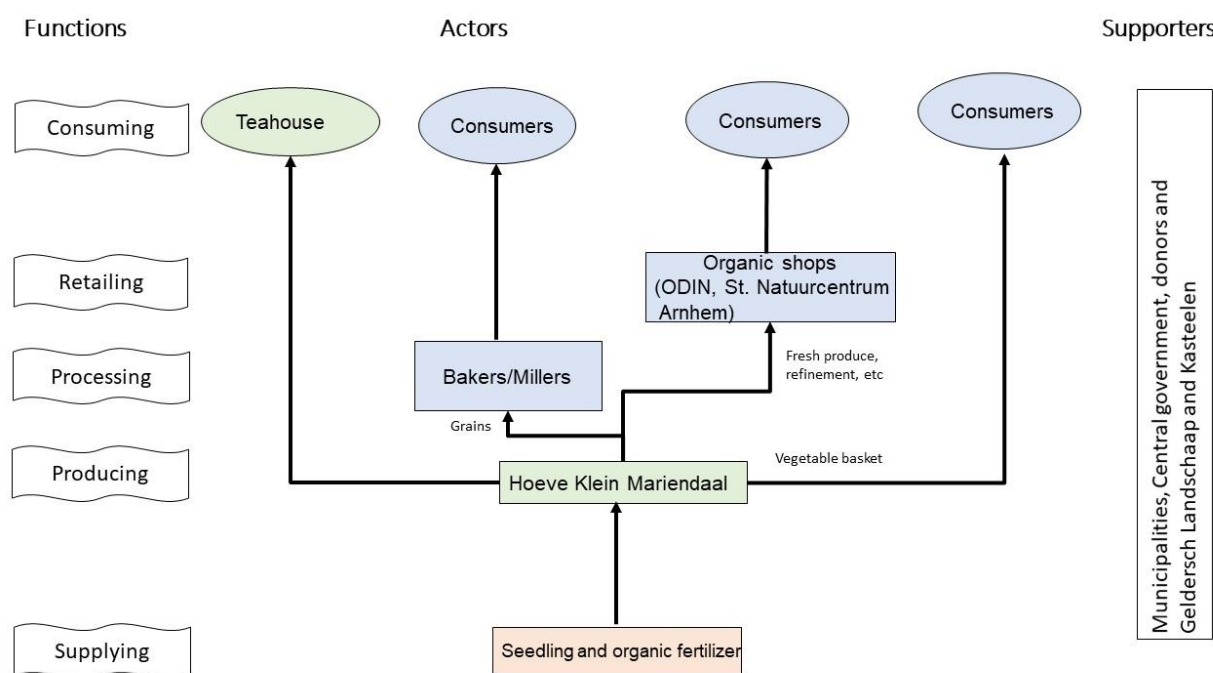 Functions
Actors
Supporters
Consuming
Teahouse
Consumers
Consumers
Consumers
Retailing
Organic shops
(ODIN, St. Natuurcentrum
Arnhem)
Processing
Bakers/Millers
Fresh produce,
refinement, etc
Grains
Producing
Hoeve Klein Mariendaal
Vegetable basket
Supplying
Seedling and organic fertilizer
Municipalities, Central government, donors and
Geldersch Landschaap and Kasteelen